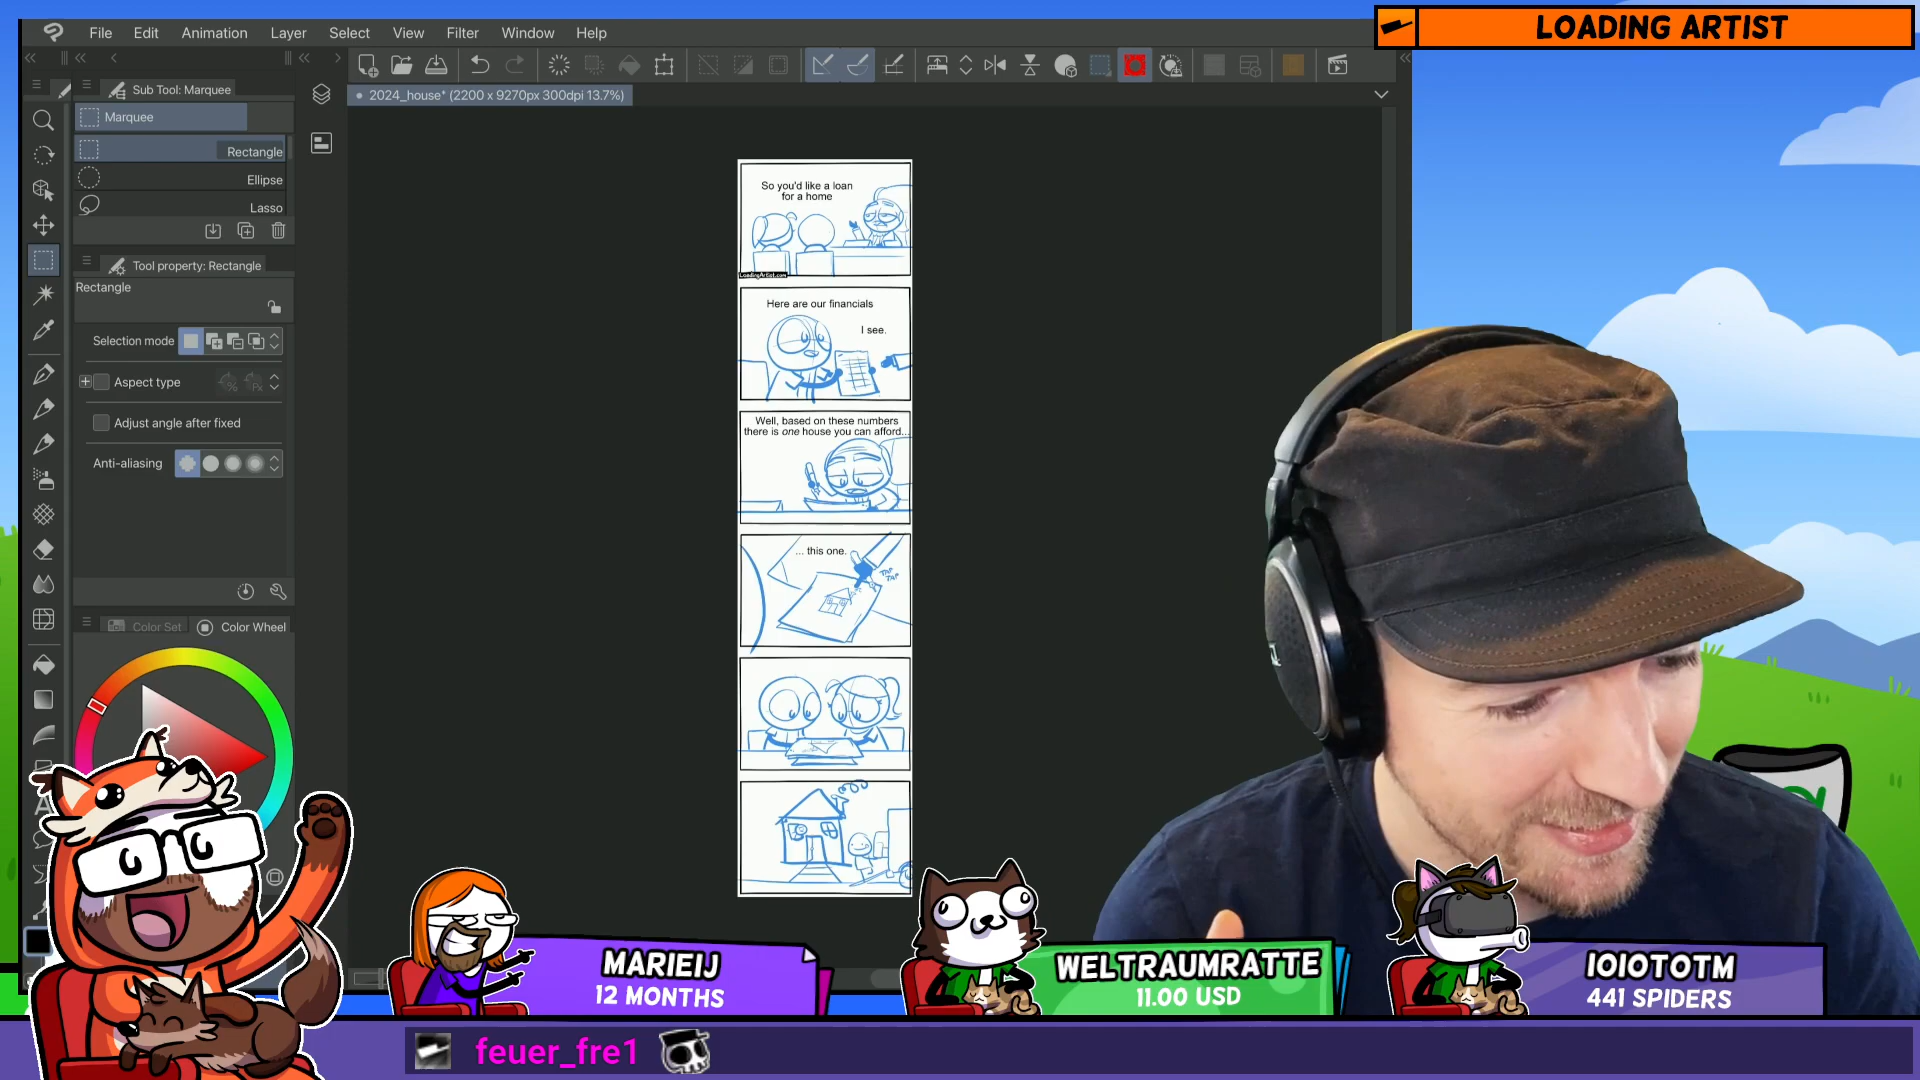 LOADING ARTIST
File Edit Animation Layer Select View Filter Window Help
Sub Tool: Marquee
2024_house* (2200 x 9270px 300dpi 13.7%)
Marquee
Rectangle
Ellipse
Lasso
Tool property: Rectangle
Rectangle
Selection mode
Aspect type
Adjust angle after fixed
Anti-aliasing
Color Set
Color Wheel
So you'd like a loan
for a home
LoadingArtist.com
Here are our financials
I see.
Well, based on these numbers
there is one house you can afford...
... this one.
TAP
TAP
MARIEIJ
12 MONTHS
WELTRAUMRATTE
11.00 USD
IOIOTOTM
441 SPIDERS
feuer_fre1